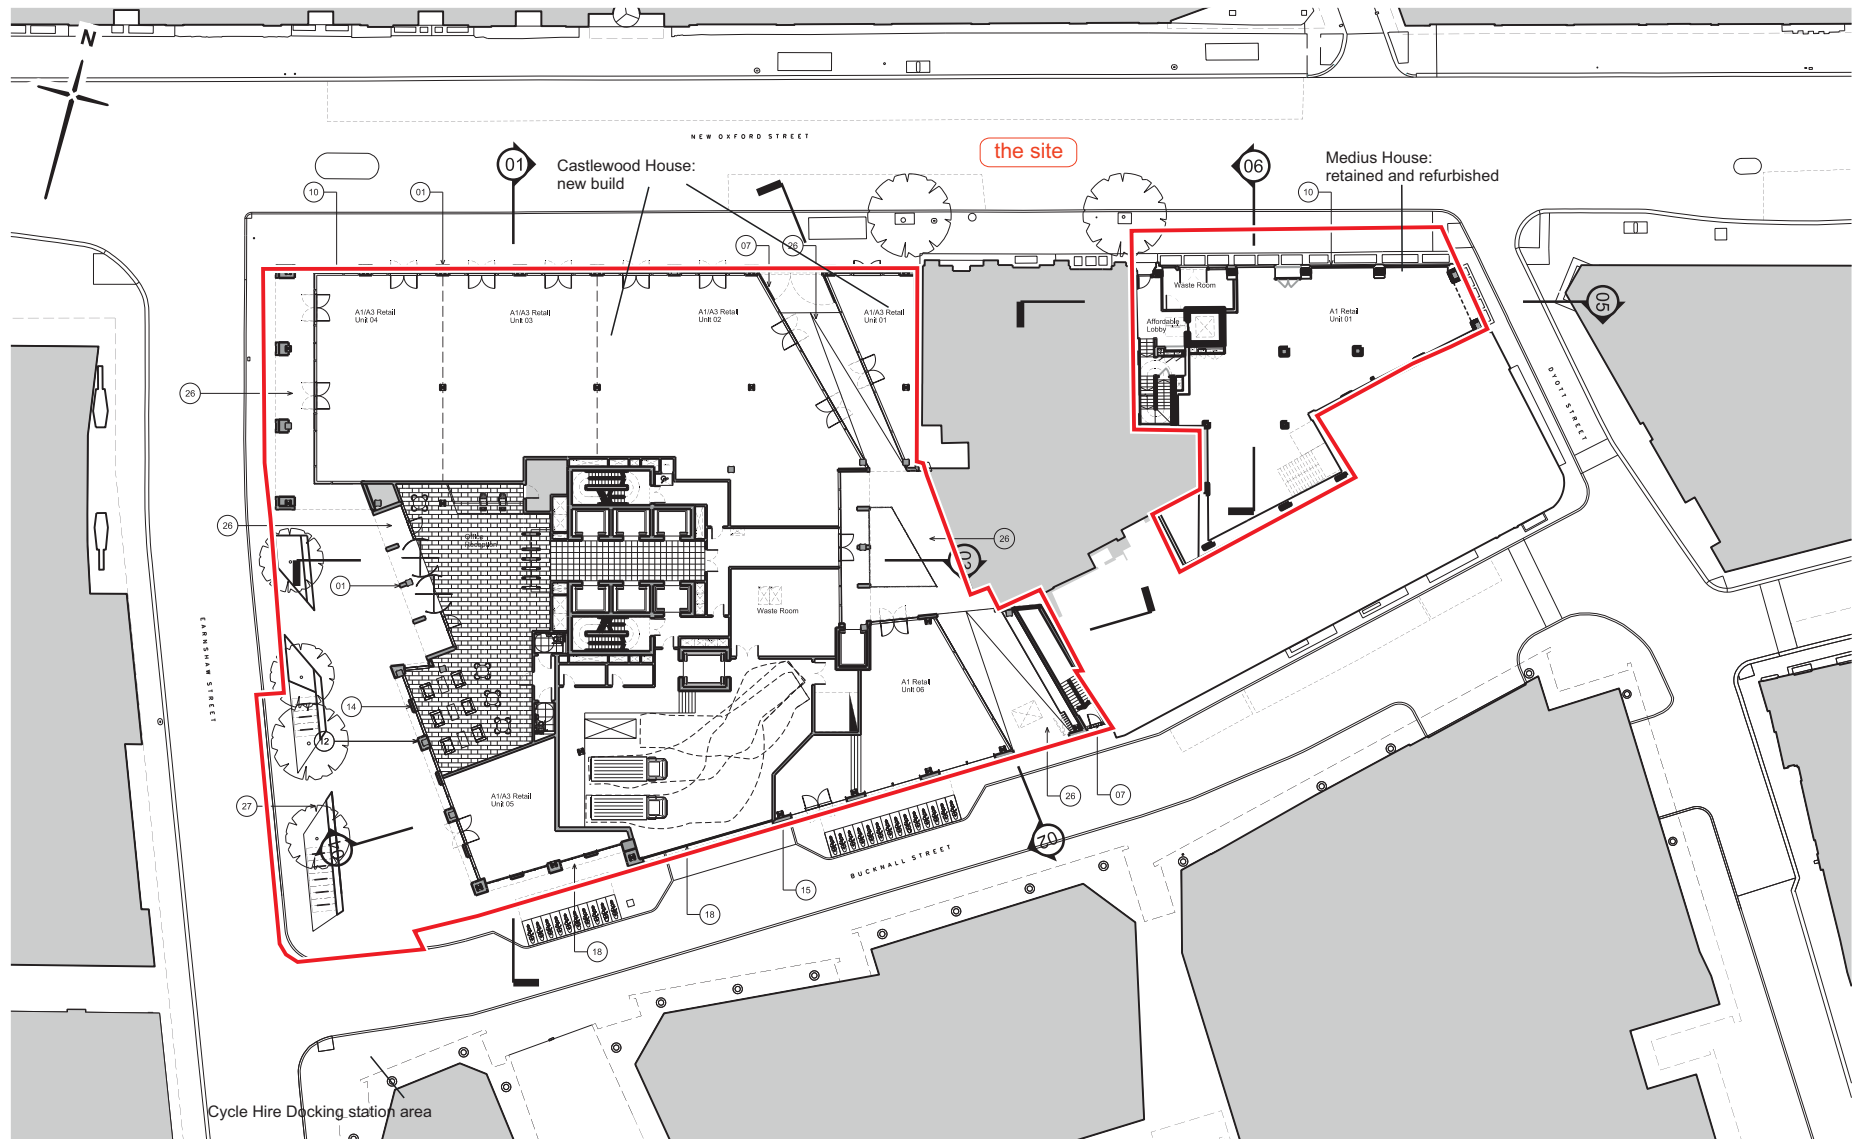 N
NEW OXFORD STREET
the site
01
Castlewood House:
new build
06
Medius House:
retained and refurbished
10
01
10
07
26
05
A1/A3 Retail
Unit 04
A1/A3 Retail
Unit 03
A1/A3 Retail
Unit 02
A1/A3 Retail
Unit 01
Waste Room
A1 Retail
Unit 01
Affordable
Lobby
DYOTT STREET
26
26
Office
Reception
26
03
01
Waste Room
EARNSHAW STREET
A1 Retail
Unit 06
14
12
A1/A3 Retail
Unit 05
27
26
07
04
02
BUCKNALL STREET
15
18
18
Cycle Hire Docking station area